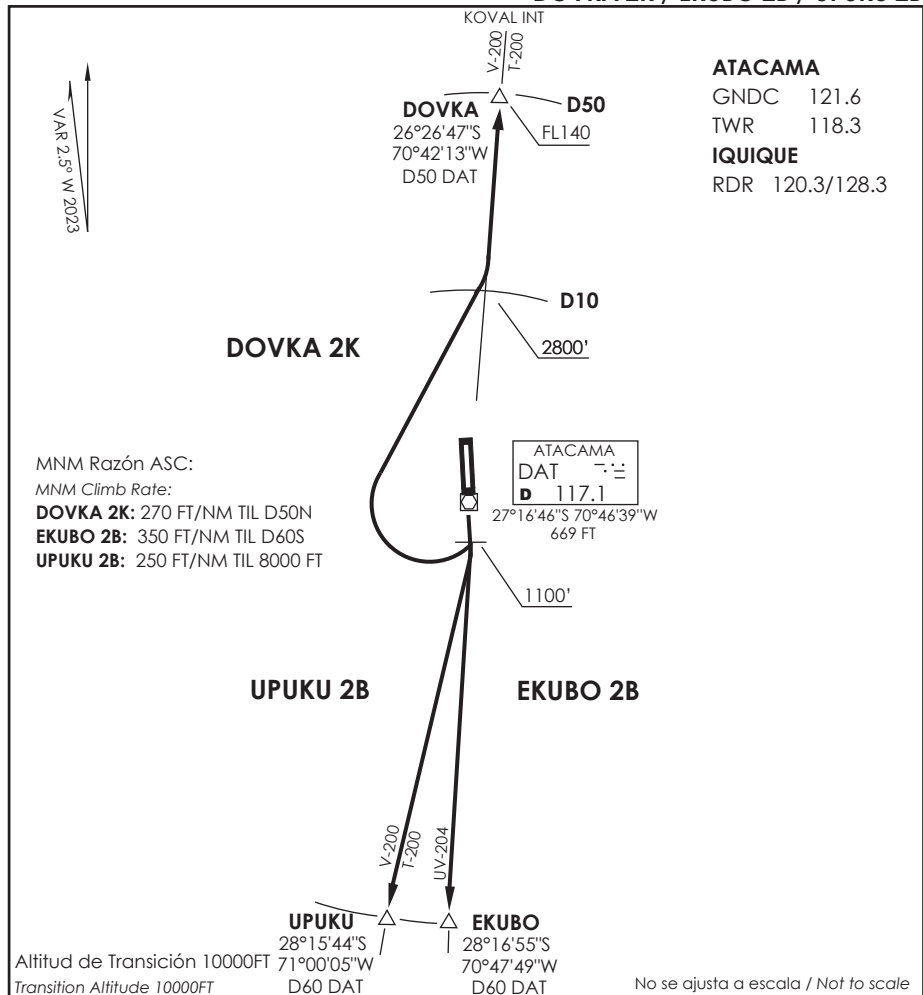 KOVAL INT
V-200
T-200
ATACAMA
GNDC 121.6
TWR 118.3
IQUIQUE
RDR 120.3/128.3
DOVKA
26°26'47"S
70°42'13"W
D50 DAT
D50
FL140
VAR 2.5° W 2023
D10
2800'
DOVKA 2K
ATACAMA
DAT
D 117.1
27°16'46"S 70°46'39"W
669 FT
MNM Razón ASC:
MNM Climb Rate:
DOVKA 2K: 270 FT/NM TIL D50N
EKUBO 2B: 350 FT/NM TIL D60S
UPUKU 2B: 250 FT/NM TIL 8000 FT
1100'
UPUKU 2B
EKUBO 2B
V-200
T-200
UV-204
UPUKU
28°15'44"S
71°00'05"W
D60 DAT
EKUBO
28°16'55"S
70°47'49"W
D60 DAT
Altitud de Transición 10000FT
Transition Altitude 10000FT
No se ajusta a escala / Not to scale